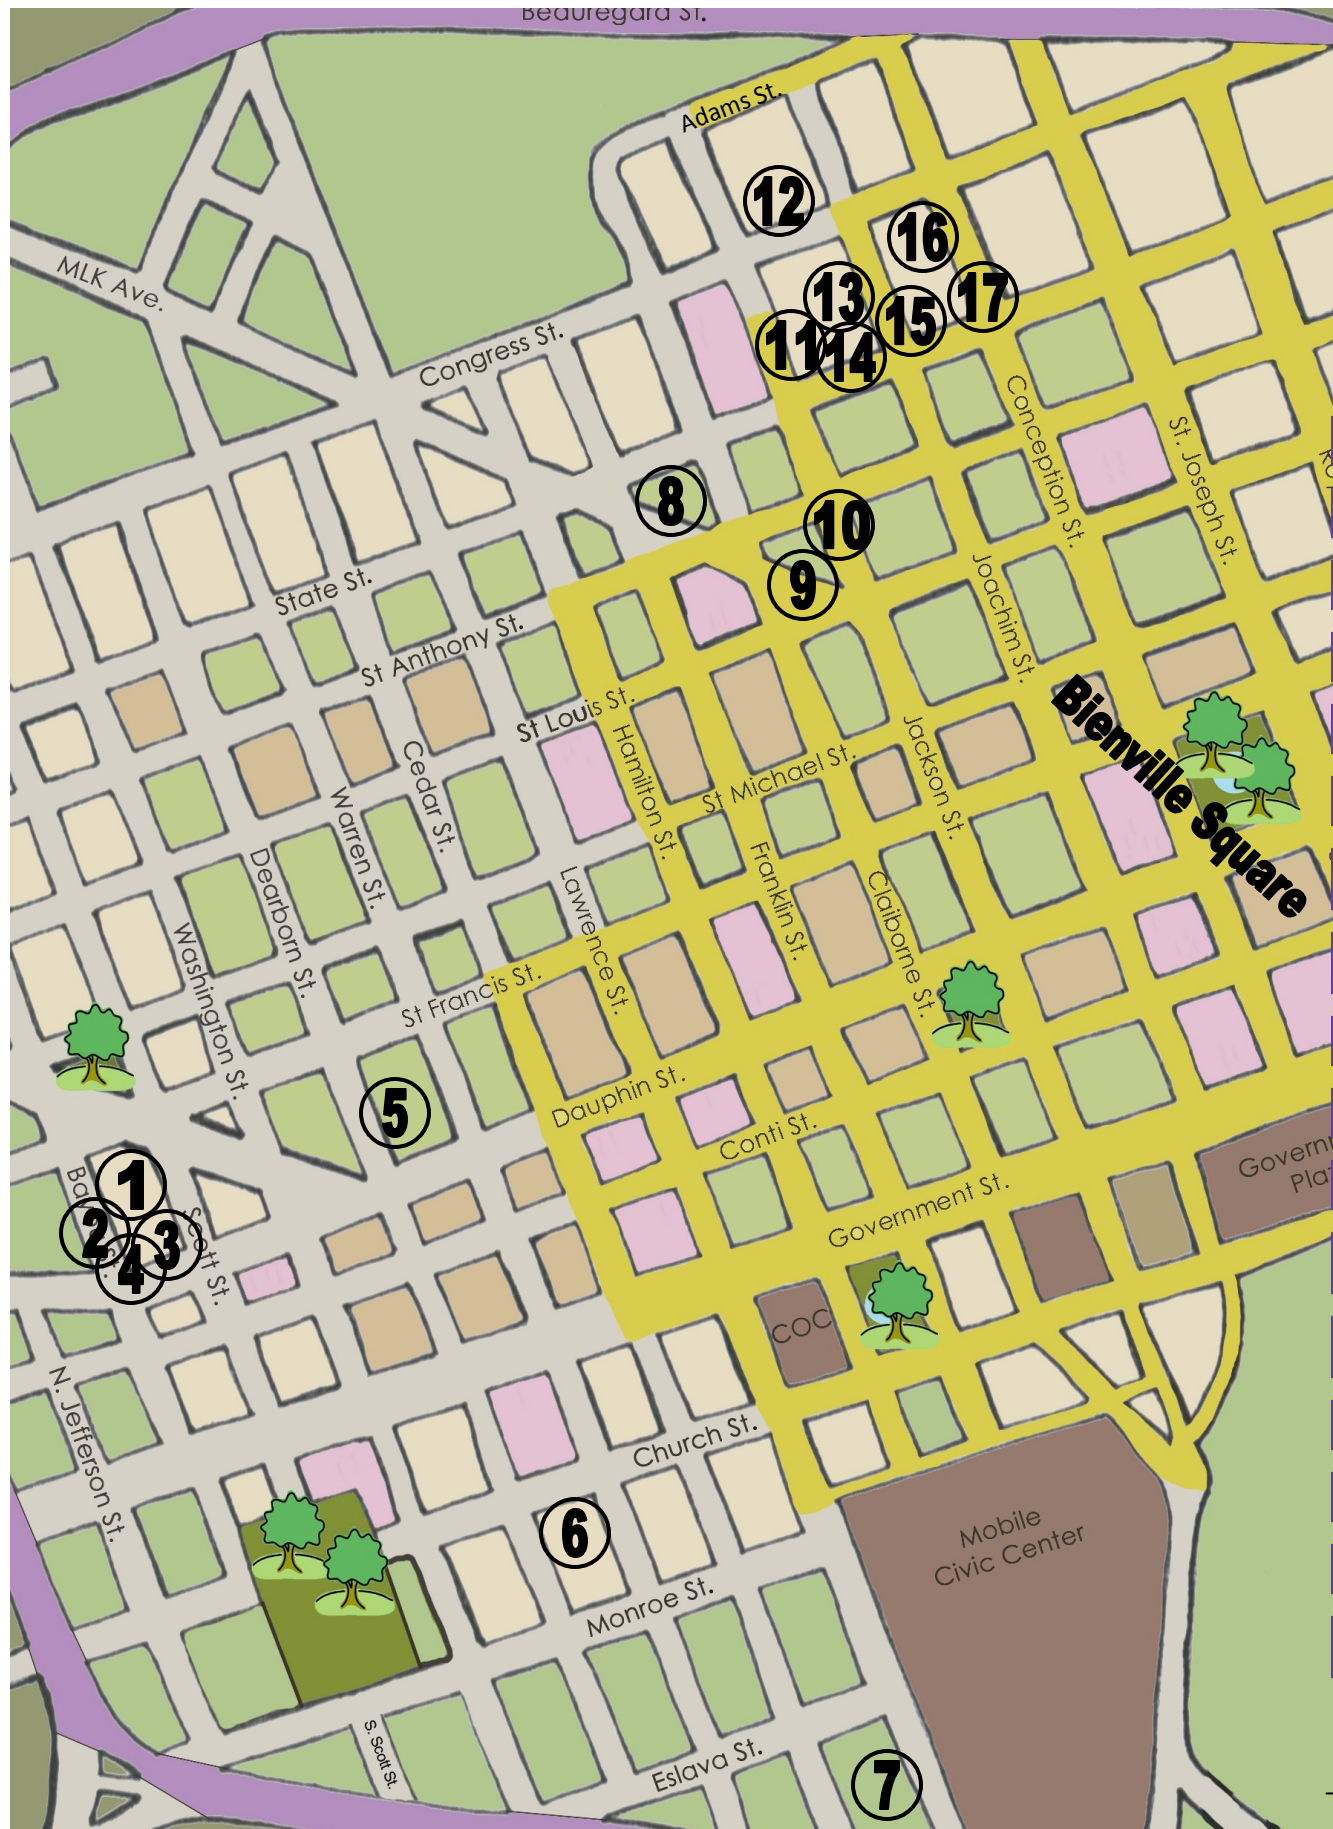 Beauregard St.
Adams St.
MLK Ave.
Congress St.
12
16
13
17
15
11
14
Conception St.
St. Joseph St.
8
10
9
State St.
St Anthony St.
Joachim St.
St Louis St.
Bienville Square
Hamilton St.
Cedar St.
Jackson St.
St Michael St.
Warren St.
Franklin St.
Dearborn St.
Lawrence St.
Claiborne St.
Washington St.
St Francis St.
Dauphin St.
5
Conti St.
Governm
Plaz
1
2
3
4
Scott St.
Government St.
COC
N. Jefferson St.
Church St.
6
Mobile
Civic Center
Monroe St.
S. Scott St.
Eslava St.
7